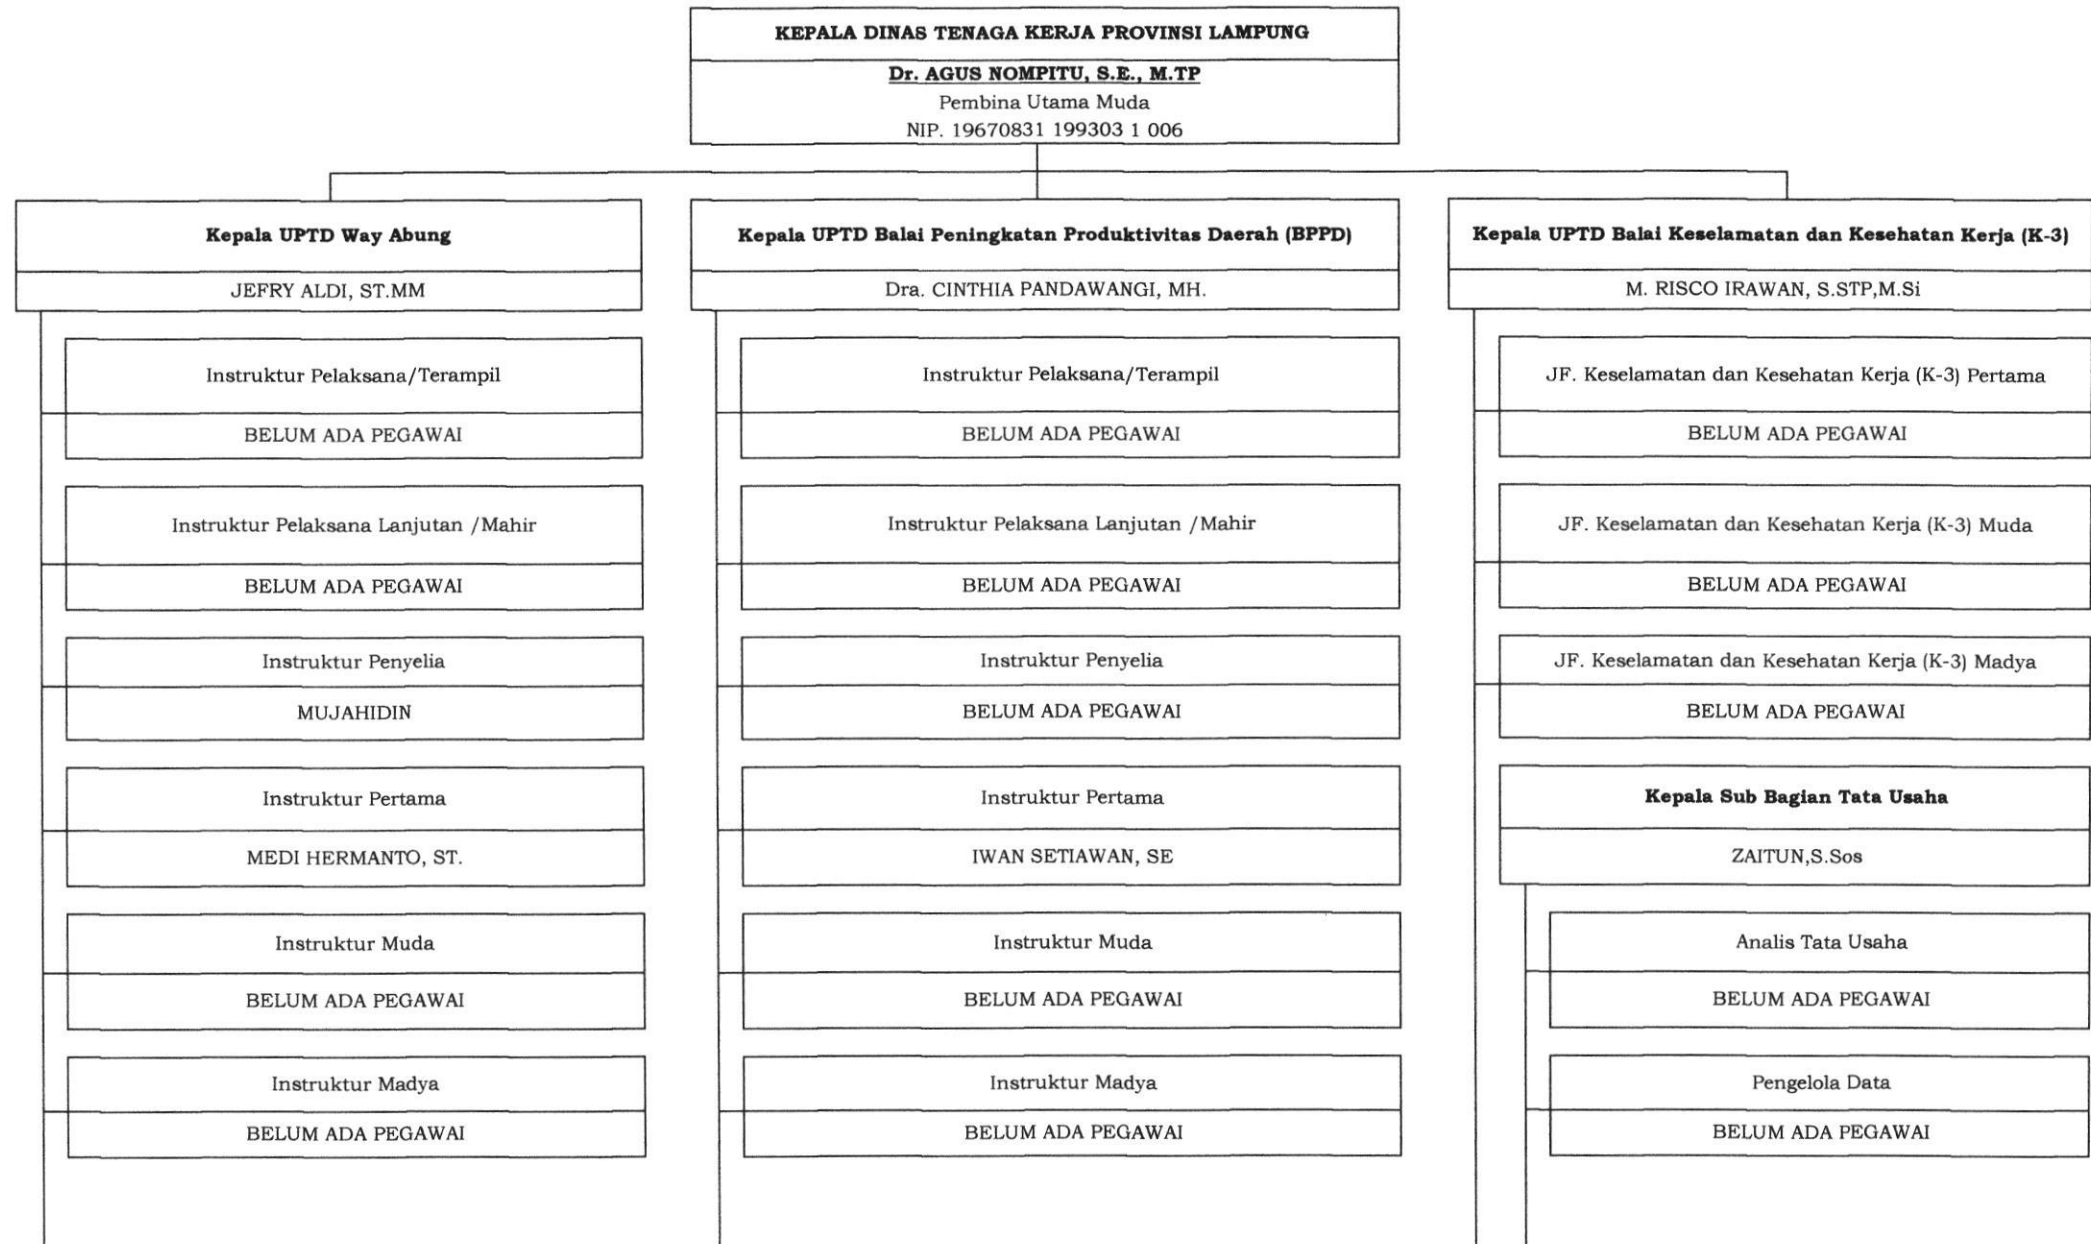 KEPALA DINAS TENAGA KERJA PROVINSI LAMPUNG
Dr. AGUS NOMPITU, S.E., M.TP
Pembina Utama Muda
NIP. 19670831 199303 1 006
Kepala UPTD Way Abung
JEFRY ALDI, ST.MM
Instruktur Pelaksana/Terampil
BELUM ADA PEGAWAI
Instruktur Pelaksana Lanjutan /Mahir
BELUM ADA PEGAWAI
Instruktur Penyelia
MUJAHIDIN
Instruktur Pertama
MEDI HERMANTO, ST.
Instruktur Muda
BELUM ADA PEGAWAI
Instruktur Madya
BELUM ADA PEGAWAI
Kepala UPTD Balai Peningkatan Produktivitas Daerah (BPPD)
Dra. CINTHIA PANDAWANGI, MH.
Instruktur Pelaksana/Terampil
BELUM ADA PEGAWAI
Instruktur Pelaksana Lanjutan /Mahir
BELUM ADA PEGAWAI
Instruktur Penyelia
BELUM ADA PEGAWAI
Instruktur Pertama
IWAN SETIAWAN, SE
Instruktur Muda
BELUM ADA PEGAWAI
Instruktur Madya
BELUM ADA PEGAWAI
Kepala UPTD Balai Keselamatan dan Kesehatan Kerja (K-3)
M. RISCO IRAWAN, S.STP,M.Si
JF. Keselamatan dan Kesehatan Kerja (K-3) Pertama
BELUM ADA PEGAWAI
JF. Keselamatan dan Kesehatan Kerja (K-3) Muda
BELUM ADA PEGAWAI
JF. Keselamatan dan Kesehatan Kerja (K-3) Madya
BELUM ADA PEGAWAI
Kepala Sub Bagian Tata Usaha
ZAITUN,S.Sos
Analis Tata Usaha
BELUM ADA PEGAWAI
Pengelola Data
BELUM ADA PEGAWAI